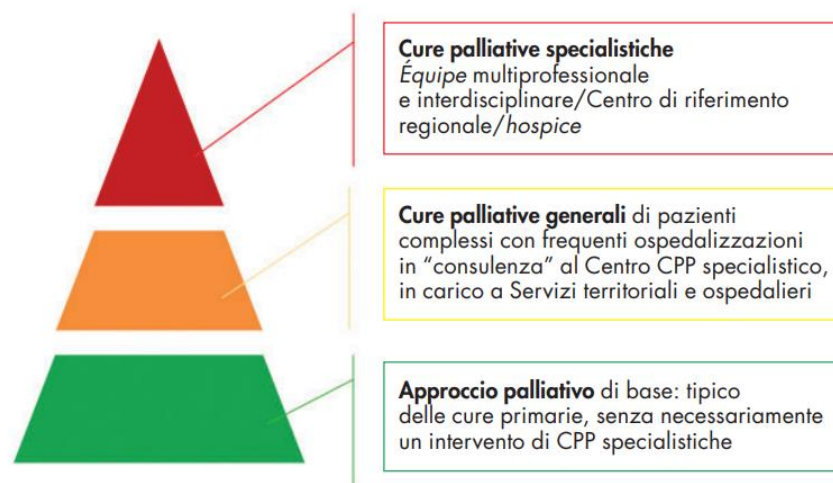 Cure palliative specialistiche
Équipe multiprofessionale
e interdisciplinare/Centro di riferimento
regionale/hospice
Cure palliative generali di pazienti
complessi con frequenti ospedalizzazioni
in “consulenza” al Centro CPP specialistico,
in carico a Servizi territoriali e ospedalieri
Approccio palliativo di base: tipico
delle cure primarie, senza necessariamente
un intervento di CPP specialistiche